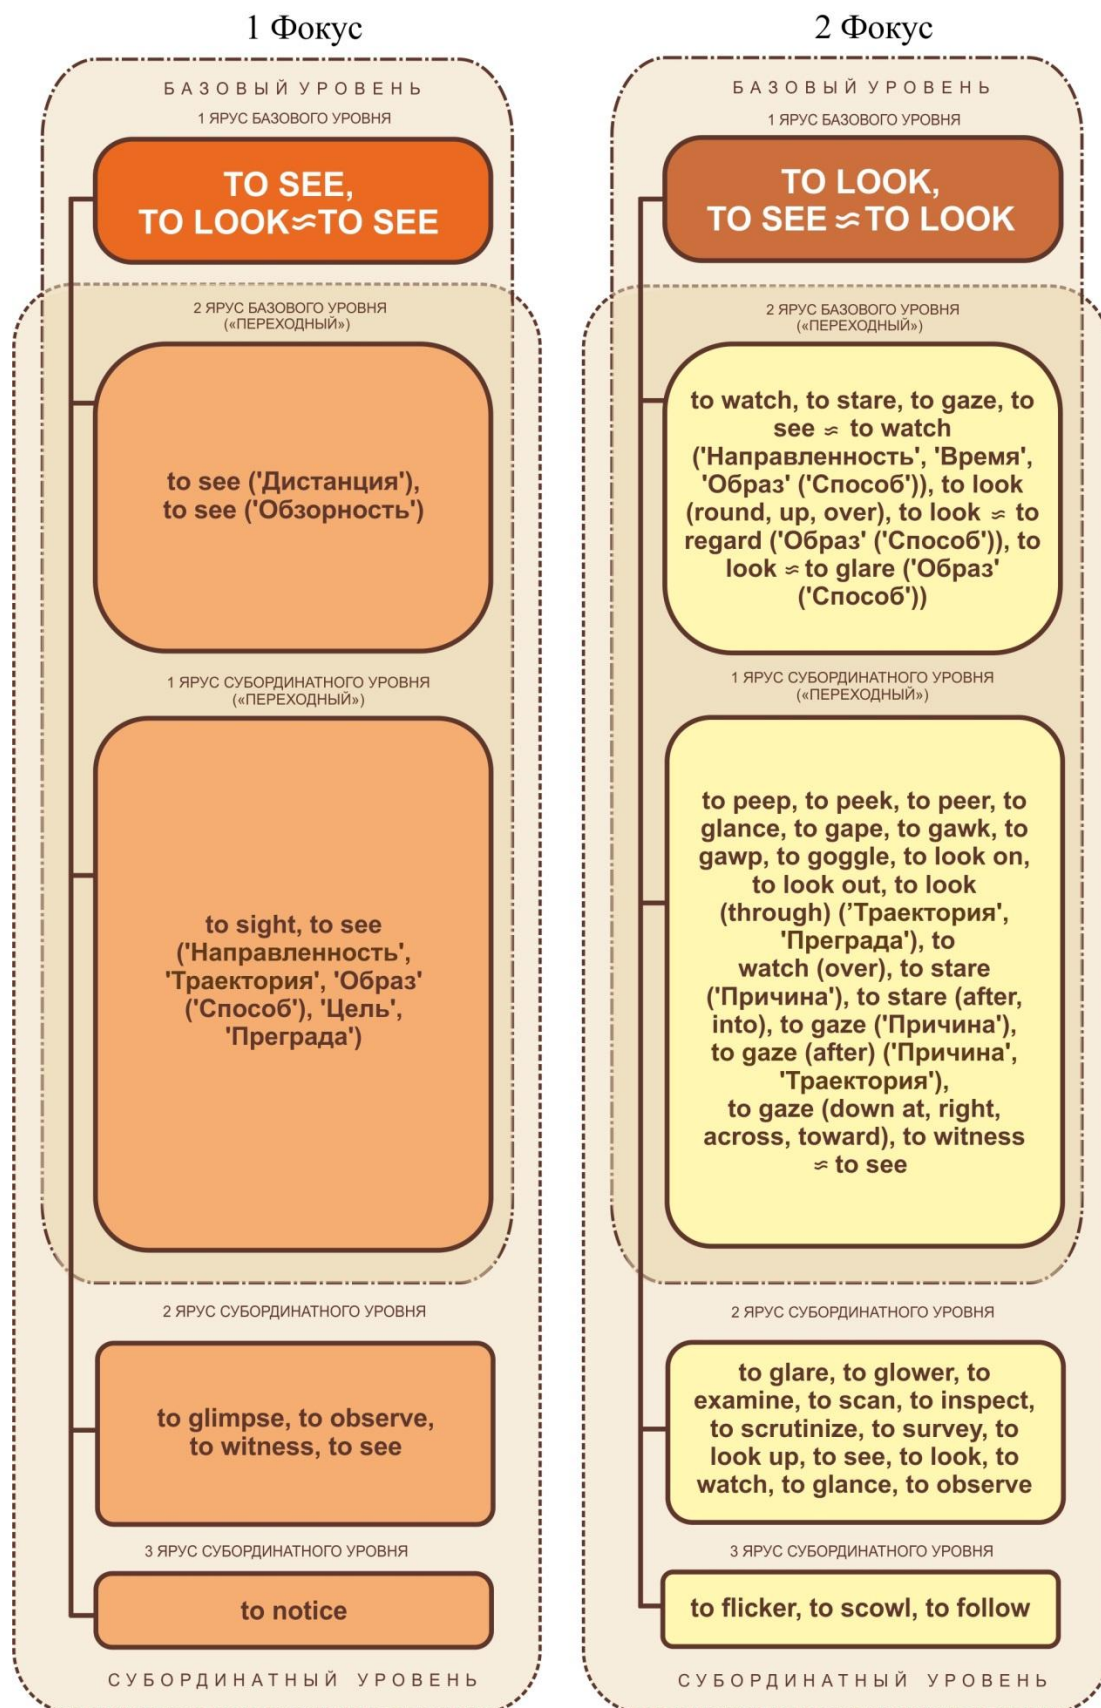 1 Фокус
БАЗОВЫЙ УРОВЕНЬ
1 ЯРУС БАЗОВОГО УРОВНЯ
TO SEE,
TO LOOK≈TO SEE
2 ЯРУС БАЗОВОГО УРОВНЯ
(«ПЕРЕХОДНЫЙ»)
to see ('Дистанция'),
to see ('Обзорность')
1 ЯРУС СУБОРДИНАТНОГО УРОВНЯ
(«ПЕРЕХОДНЫЙ»)
to sight, to see
('Направленность',
'Траектория', 'Образ'
('Способ'), 'Цель',
'Преграда')
2 ЯРУС СУБОРДИНАТНОГО УРОВНЯ
to glimpse, to observe,
to witness, to see
3 ЯРУС СУБОРДИНАТНОГО УРОВНЯ
to notice
СУБОРДИНАТНЫЙ УРОВЕНЬ
2 Фокус
БАЗОВЫЙ УРОВЕНЬ
1 ЯРУС БАЗОВОГО УРОВНЯ
TO LOOK,
TO SEE ≈ TO LOOK
2 ЯРУС БАЗОВОГО УРОВНЯ
(«ПЕРЕХОДНЫЙ»)
to watch, to stare, to gaze, to
see ≈ to watch
('Направленность', 'Время',
'Образ' ('Способ')), to look
(round, up, over), to look ≈ to
regard ('Образ' ('Способ')), to
look ≈ to glare ('Образ'
('Способ'))
1 ЯРУС СУБОРДИНАТНОГО УРОВНЯ
(«ПЕРЕХОДНЫЙ»)
to peep, to peek, to peer, to
glance, to gape, to gawk, to
gawp, to goggle, to look on,
to look out, to look
(through) (’Траектория',
'Преграда'), to
watch (over), to stare
('Причина'), to stare (after,
into), to gaze ('Причина'),
to gaze (after) ('Причина',
'Траектория'),
to gaze (down at, right,
across, toward), to witness
≈ to see
2 ЯРУС СУБОРДИНАТНОГО УРОВНЯ
to glare, to glower, to
examine, to scan, to inspect,
to scrutinize, to survey, to
look up, to see, to look, to
watch, to glance, to observe
3 ЯРУС СУБОРДИНАТНОГО УРОВНЯ
to flicker, to scowl, to follow
СУБОРДИНАТНЫЙ УРОВЕНЬ